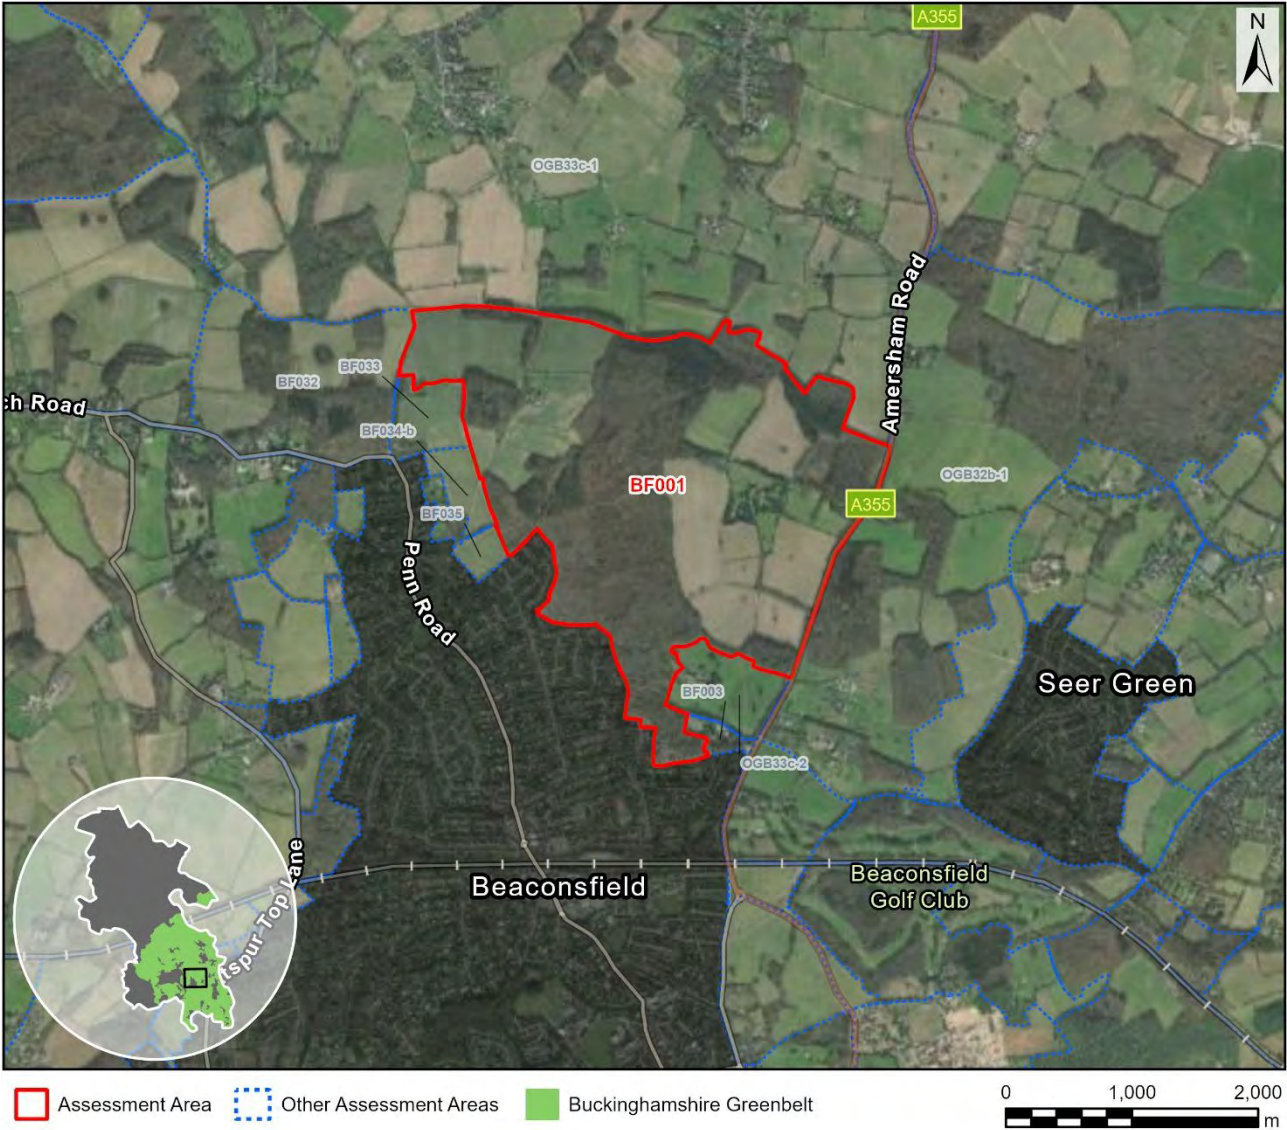 A355
N
OGB33c-1
Amersham Road
BF033
BF032
ch Road
BF034-b
OGB32b-1
BF001
A355
BF035
Penn Road
Seer Green
BF003
OGB33c-2
Beaconsfield
Beaconsfield
Golf Club
tspur Top Lane
Assessment Area
Other Assessment Areas
Buckinghamshire Greenbelt
0 1,000 2,000
m